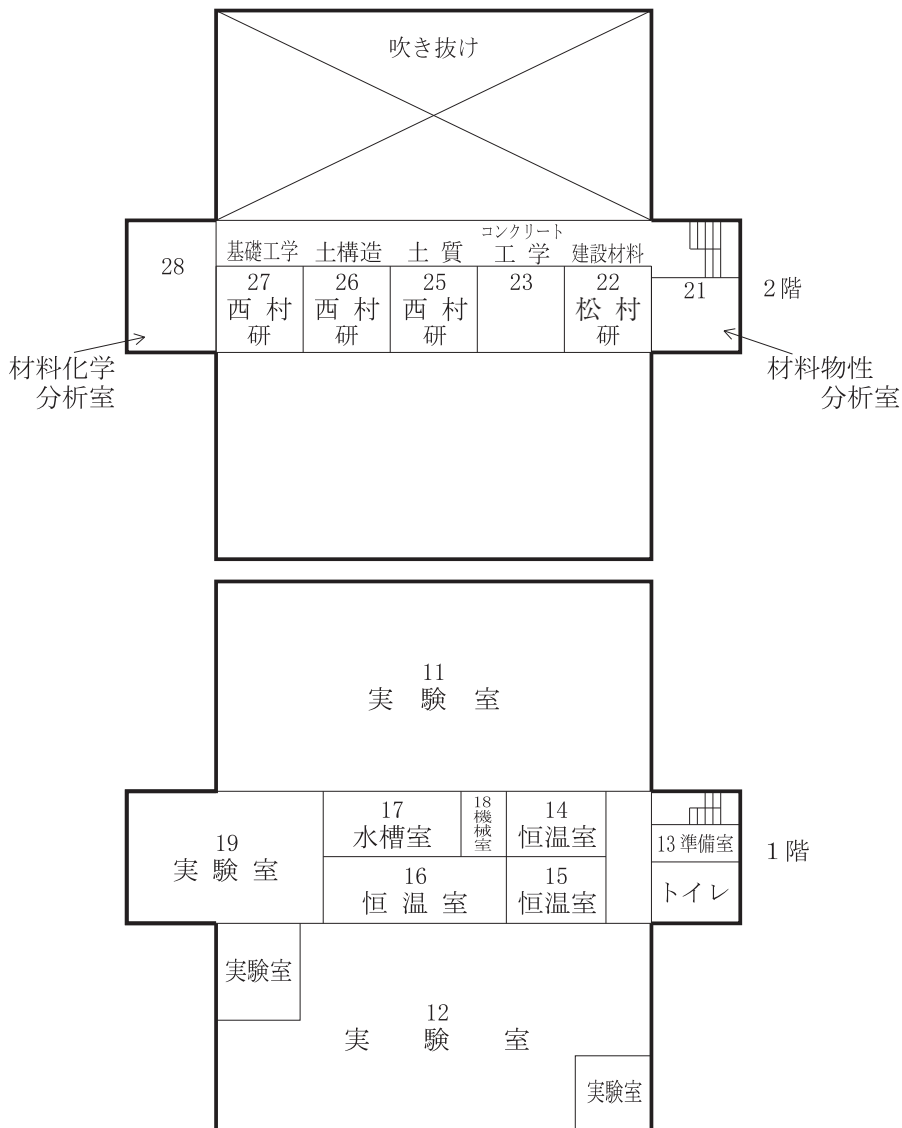 吹き抜け
28
基礎工学
土構造
土質
コンクリート
工学
建設材料
27
西村
研
26
西村
研
25
西村
研
23
22
松村
研
21
2階
材料化学
分析室
材料物性
分析室
11
実験室
19
実験室
17
水槽室
18
機械室
14
恒温室
16
恒温室
15
恒温室
13 準備室
トイレ
1階
実験室
12
実験室
実験室